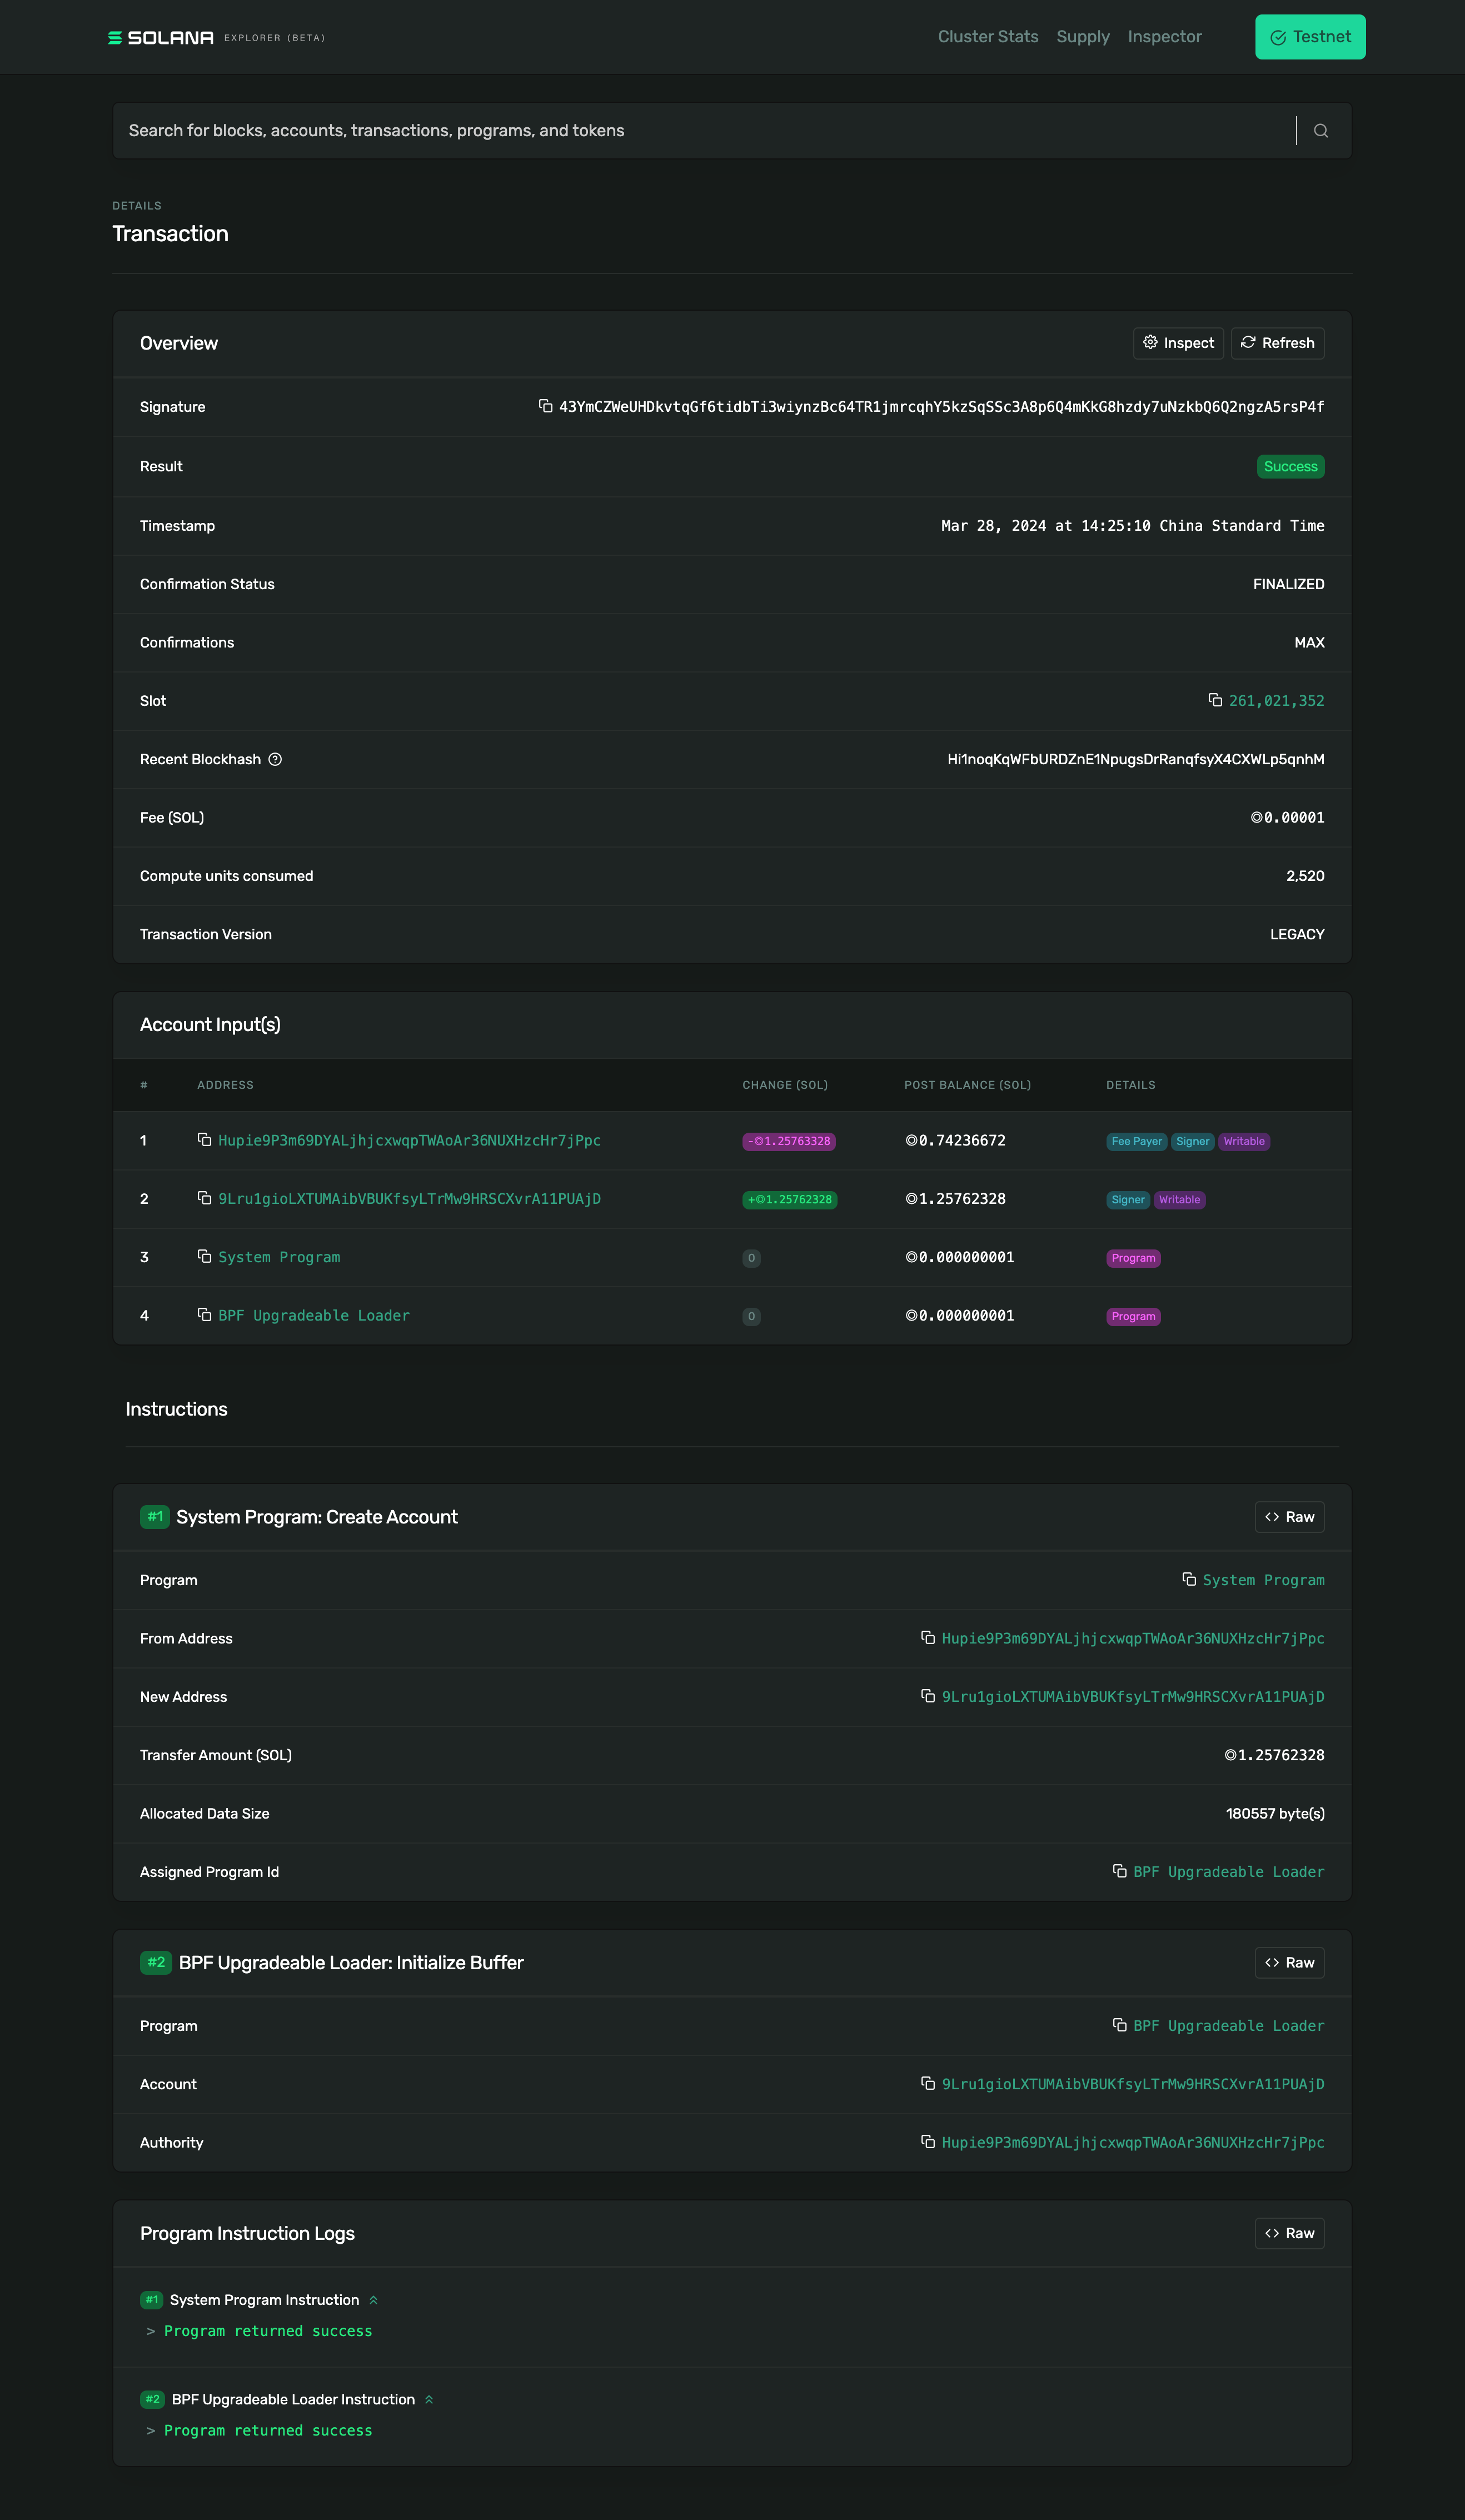 SOLANA EXPLORER (BETA)
Cluster Stats Supply Inspector Testnet
Search for blocks, accounts, transactions, programs, and tokens
DETAILS
Transaction
Overview Inspect Refresh
Signature 43YmCZWeUHDkvtqGf6tidbTi3wiynzBc64TR1jmrcqhY5kzSqSSc3A8p6Q4mKkG8hzdy7uNzkbQ6Q2ngzA5rsP4f
Result Success
Timestamp Mar 28, 2024 at 14:25:10 China Standard Time
Confirmation Status FINALIZED
Confirmations MAX
Slot 261,021,352
Recent Blockhash Hi1noqKqWFbURDZnE1NpugsDrRanqfsyX4CXWLp5qnhM
Fee (SOL) ◎0.00001
Compute units consumed 2,520
Transaction Version LEGACY
Account Input(s)
# ADDRESS CHANGE (SOL) POST BALANCE (SOL) DETAILS
1 Hupie9P3m69DYALjhjcxwqpTWAoAr36NUXHzcHr7jPpc -◎1.25763328 ◎0.74236672 Fee Payer Signer Writable
2 9Lru1gioLXTUMAibVBUKfsyLTrMw9HRSCXvrA11PUAjD +◎1.25762328 ◎1.25762328 Signer Writable
3 System Program 0 ◎0.000000001 Program
4 BPF Upgradeable Loader 0 ◎0.000000001 Program
Instructions
#1 System Program: Create Account Raw
Program System Program
From Address Hupie9P3m69DYALjhjcxwqpTWAoAr36NUXHzcHr7jPpc
New Address 9Lru1gioLXTUMAibVBUKfsyLTrMw9HRSCXvrA11PUAjD
Transfer Amount (SOL) ◎1.25762328
Allocated Data Size 180557 byte(s)
Assigned Program Id BPF Upgradeable Loader
#2 BPF Upgradeable Loader: Initialize Buffer Raw
Program BPF Upgradeable Loader
Account 9Lru1gioLXTUMAibVBUKfsyLTrMw9HRSCXvrA11PUAjD
Authority Hupie9P3m69DYALjhjcxwqpTWAoAr36NUXHzcHr7jPpc
Program Instruction Logs Raw
#1 System Program Instruction
> Program returned success
#2 BPF Upgradeable Loader Instruction
> Program returned success